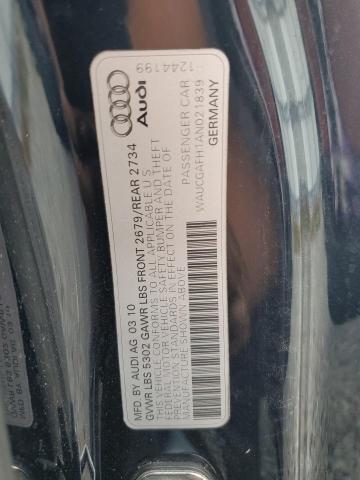 Audi
1244199
MFD. BY AUDI AG 03 10
GVWR LBS 5302 GAWR LBS FRONT 2679/REAR 2734
THIS VEHICLE CONFORMS TO ALL APPLICABLE U S
FEDERAL MOTOR VEHICLE SAFETY BUMPER AND THEFT
PREVENTION STANDARDS IN EFFECT ON THE DATE OF
MANUFACTURE SHOWN ABOVE
PASSENGER CAR
WAUCGAFH1AN021839
GERMANY